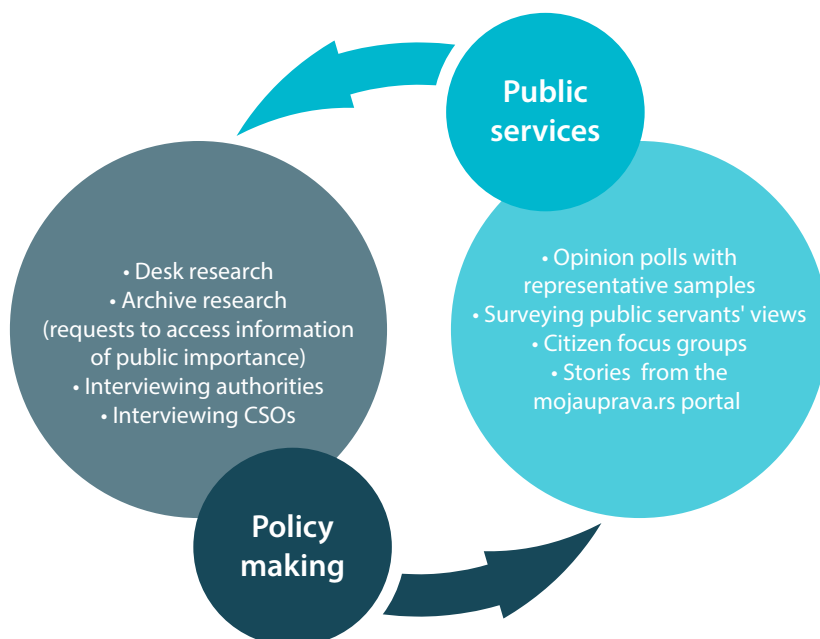 Public
services
• Desk research
• Archive research
(requests to access information
of public importance)
• Interviewing authorities
• Interviewing CSOs
• Opinion polls with
representative samples
• Surveying public servants' views
• Citizen focus groups
• Stories from the
mojauprava.rs portal
Policy
making